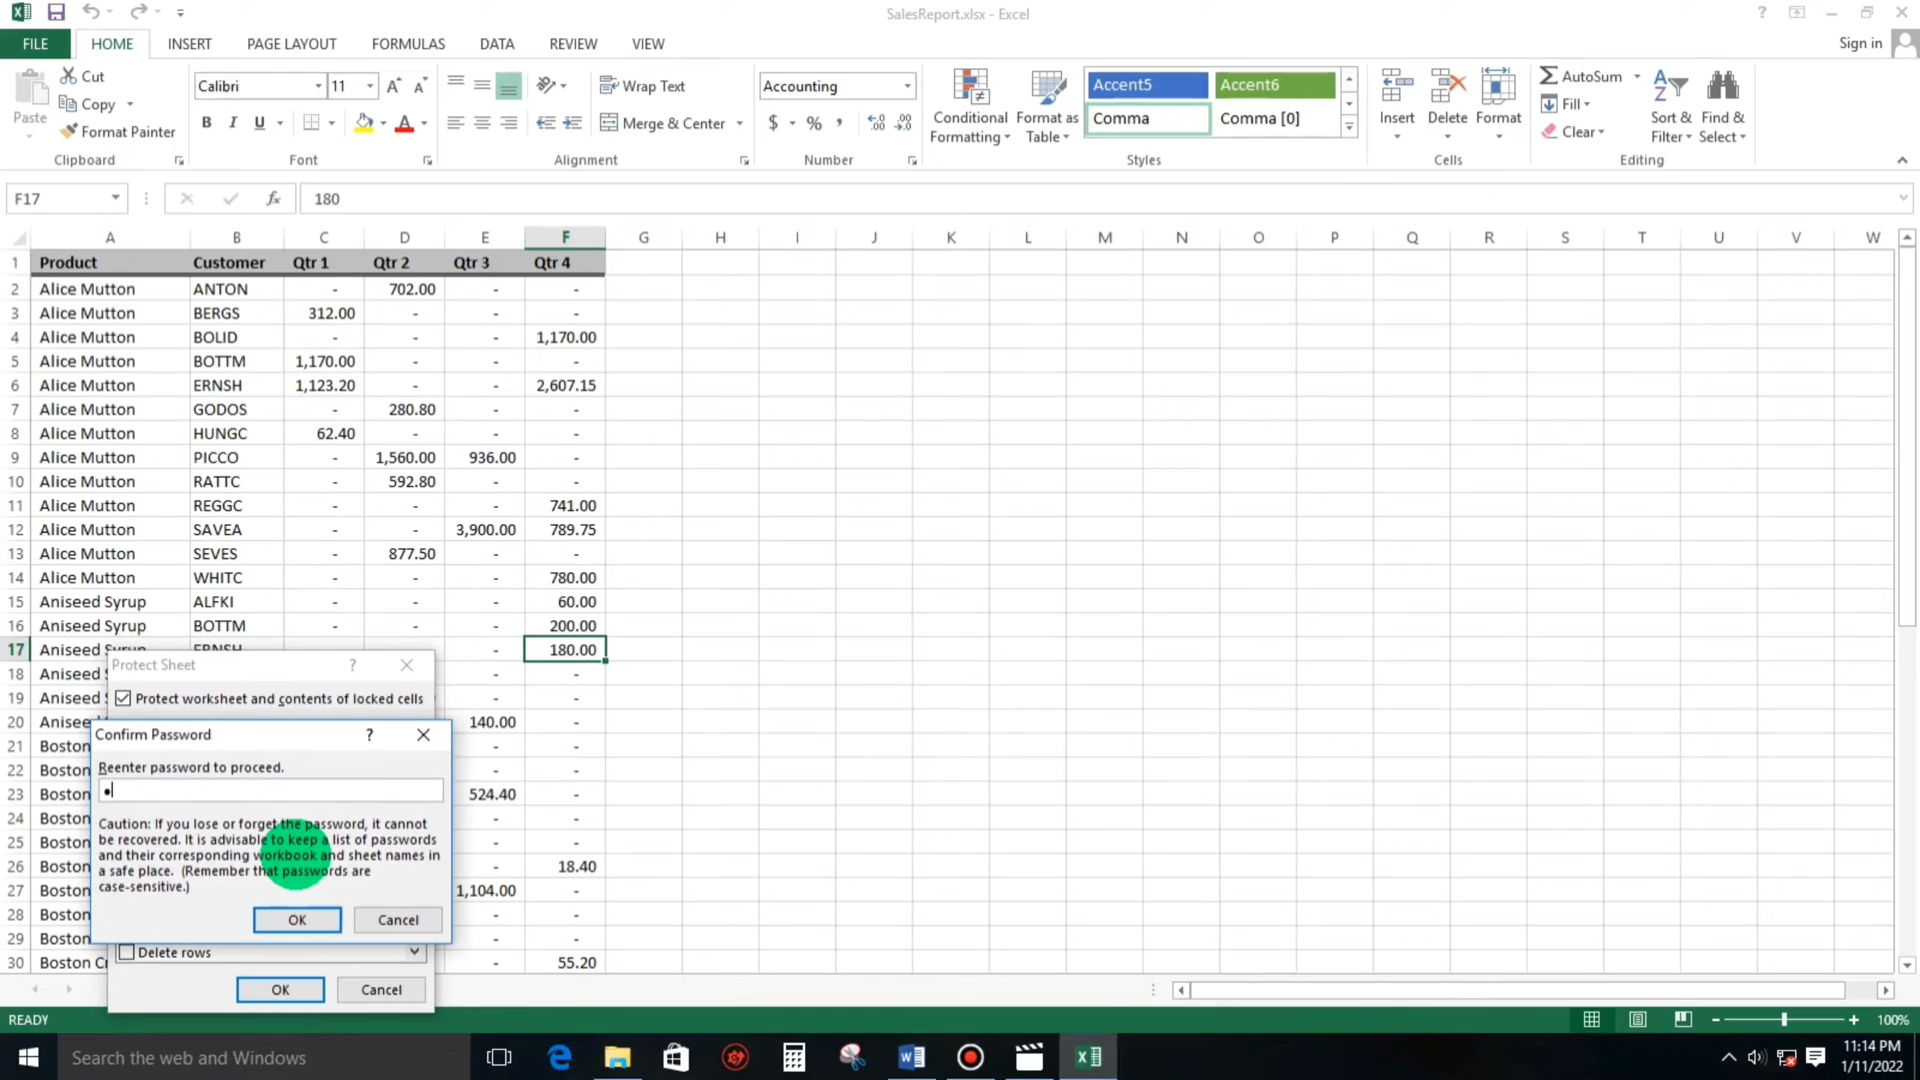 SalesReport.xlsx - Excel
?
FILE HOME INSERT PAGE LAYOUT FORMULAS DATA REVIEW VIEW Sign in
Paste
Cut
Copy
Format Painter
Clipboard
Calibri 11
B I U A
Font
Wrap Text
Merge & Center
Alignment
Accounting
$ % ,
Number
Conditional Formatting
Format as Table
Accent5 Accent6
Comma Comma [0]
Styles
Insert Delete Format
Cells
AutoSum
Fill
Clear
Sort & Filter
Find & Select
Editing
F17 fx 180
A B C D E F G H I J K L M N O P Q R S T U V W
1 Product Customer Qtr 1 Qtr 2 Qtr 3 Qtr 4
2 Alice Mutton ANTON - 702.00 - -
3 Alice Mutton BERGS 312.00 - - -
4 Alice Mutton BOLID - - - 1,170.00
5 Alice Mutton BOTTM 1,170.00 - - -
6 Alice Mutton ERNSH 1,123.20 - - 2,607.15
7 Alice Mutton GODOS - 280.80 - -
8 Alice Mutton HUNGC 62.40 - - -
9 Alice Mutton PICCO - 1,560.00 936.00 -
10 Alice Mutton RATTC - 592.80 - -
11 Alice Mutton REGGC - - - 741.00
12 Alice Mutton SAVEA - - 3,900.00 789.75
13 Alice Mutton SEVES - 877.50 - -
14 Alice Mutton WHITC - - - 780.00
15 Aniseed Syrup ALFKI - - - 60.00
16 Aniseed Syrup BOTTM - - - 200.00
17 Aniseed Syrup ERNSH - 180.00
18 Aniseed - -
19 Aniseed - -
20 Aniseed 140.00 -
21 Boston - -
22 Boston - -
23 Boston 524.40 -
24 Boston - -
25 Boston - -
26 Boston - 18.40
27 Boston 1,104.00 -
28 Boston - -
29 Boston - -
30 Boston Cr - 55.20
Protect Sheet ?
Protect worksheet and contents of locked cells
Confirm Password ?
Reenter password to proceed.
Caution: If you lose or forget the password, it cannot
be recovered. It is advisable to keep a list of passwords
and their corresponding workbook and sheet names in
a safe place. (Remember that passwords are
case-sensitive.)
OK Cancel
Delete rows
OK Cancel
READY 100%
Search the web and Windows
11:14 PM
1/11/2022